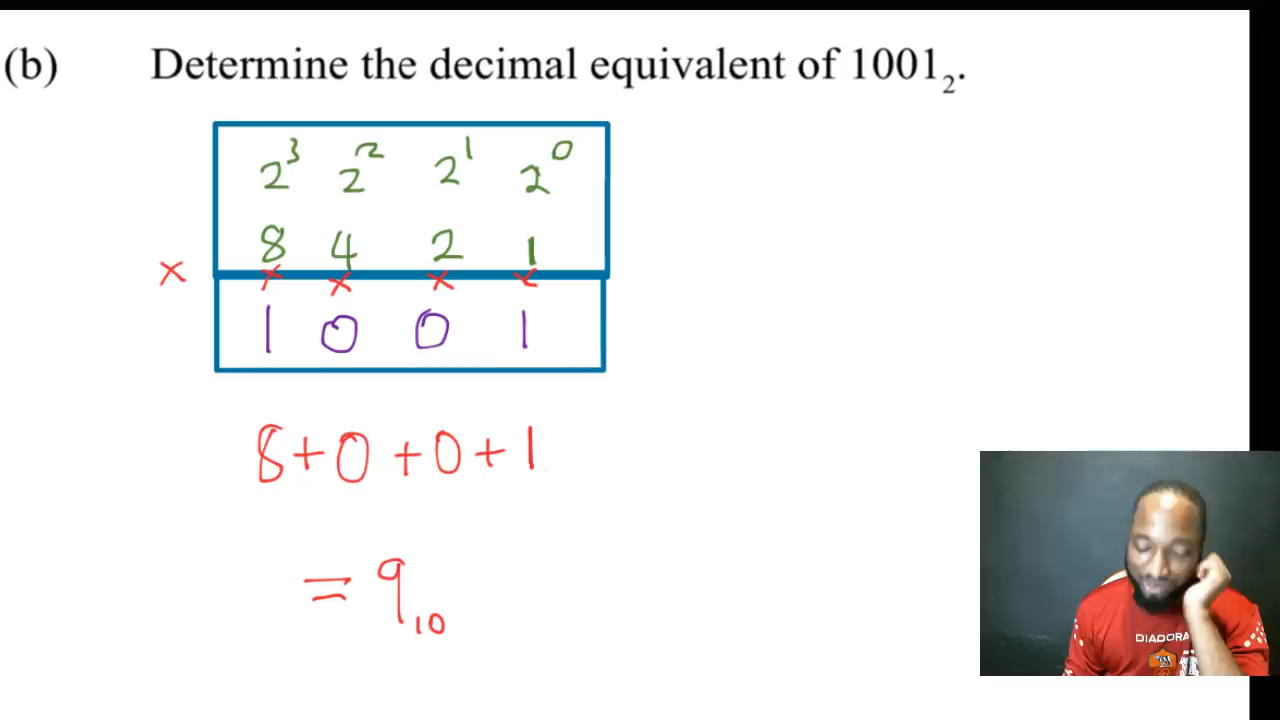 (b) Determine the decimal equivalent of 1001₂.
2³ 2² 2¹ 2⁰
8 4 2 1
× × × × ×
1 0 0 1
8+0+0+1
= 9₁₀
DIADORA